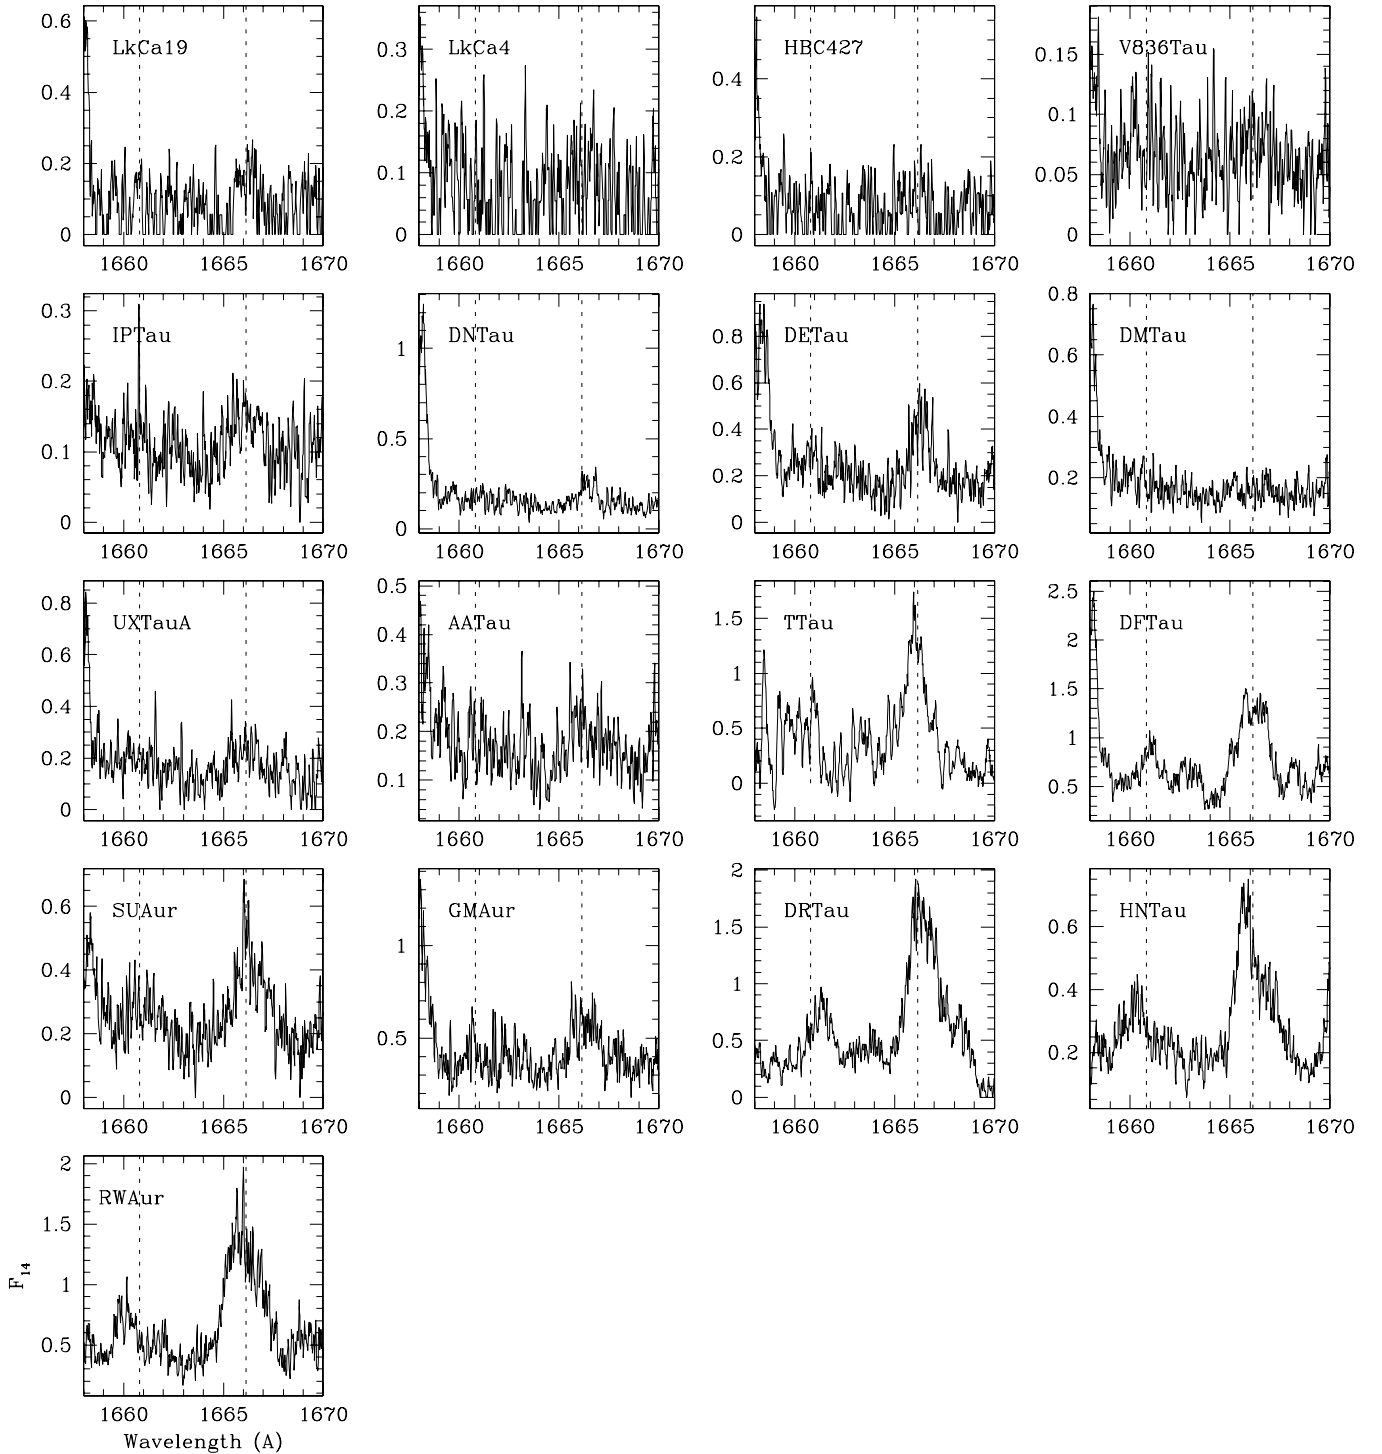 LkCa19
0.6
0.4
0.2
0
1660 1665 1670
LkCa4
0.3
0.2
0.1
0
1660 1665 1670
HBC427
0.4
0.2
0
1660 1665 1670
V836Tau
0.15
0.1
0.05
0
1660 1665 1670
IPTau
0.3
0.2
0.1
0
1660 1665 1670
DNTau
1
0.5
0
1660 1665 1670
DETau
0.8
0.6
0.4
0.2
0
1660 1665 1670
DMTau
0.8
0.6
0.4
0.2
1660 1665 1670
UXTauA
0.8
0.6
0.4
0.2
0
1660 1665 1670
AATau
0.5
0.4
0.3
0.2
0.1
1660 1665 1670
TTau
1.5
1
0.5
0
1660 1665 1670
DFTau
2.5
2
1.5
1
0.5
1660 1665 1670
SUAur
0.6
0.4
0.2
0
1660 1665 1670
GMAur
1
0.5
1660 1665 1670
DRTau
2
1.5
1
0.5
0
1660 1665 1670
HNTau
0.6
0.4
0.2
1660 1665 1670
RWAur
2
1.5
1
0.5
1660 1665 1670
F14
Wavelength (A)